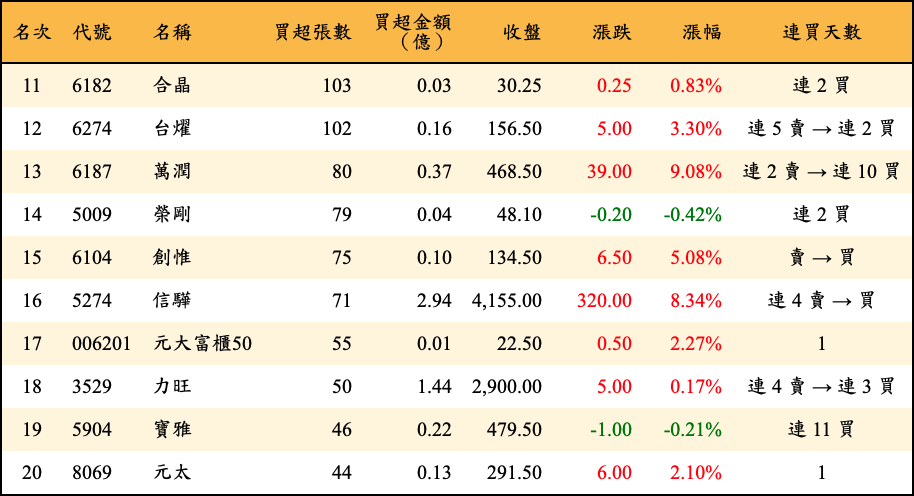 名次 代號 名稱 買超張數 買超金額（億） 收盤 漲跌 漲幅 連買天數
11 6182 合晶 103 0.03 30.25 0.25 0.83% 連 2 買
12 6274 台燿 102 0.16 156.50 5.00 3.30% 連 5 賣 → 連 2 買
13 6187 萬潤 80 0.37 468.50 39.00 9.08% 連 2 賣 → 連 10 買
14 5009 榮剛 79 0.04 48.10 -0.20 -0.42% 連 2 買
15 6104 創惟 75 0.10 134.50 6.50 5.08% 賣 → 買
16 5274 信驊 71 2.94 4,155.00 320.00 8.34% 連 4 賣 → 買
17 006201 元大富櫃50 55 0.01 22.50 0.50 2.27% 1
18 3529 力旺 50 1.44 2,900.00 5.00 0.17% 連 4 賣 → 連 3 買
19 5904 寶雅 46 0.22 479.50 -1.00 -0.21% 連 11 買
20 8069 元太 44 0.13 291.50 6.00 2.10% 1